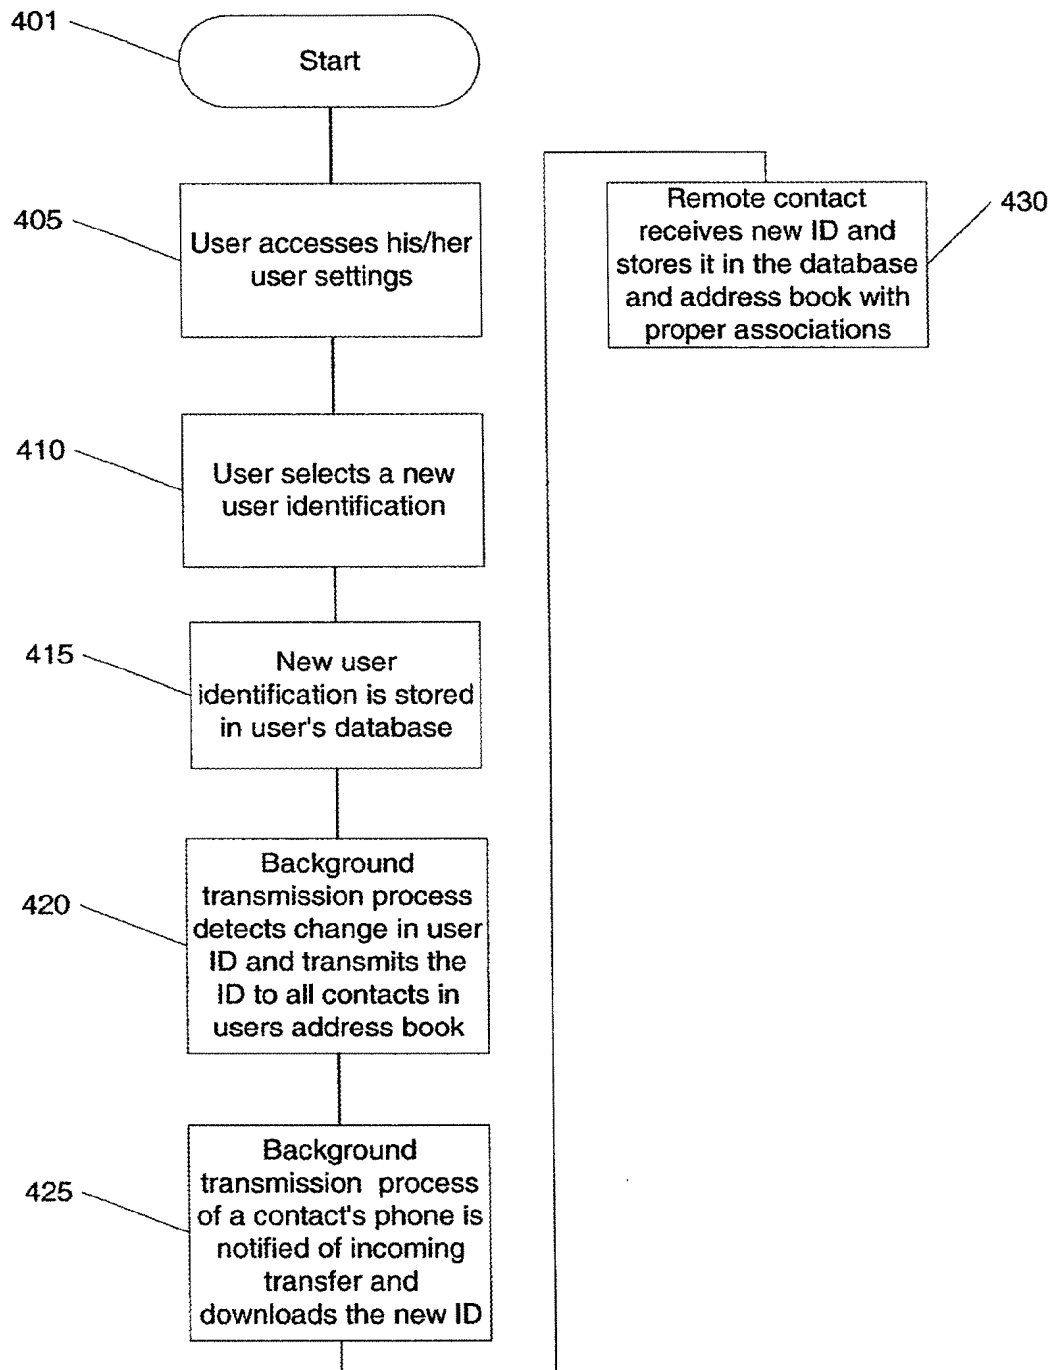 401
Start
405
User accesses his/her
user settings
410
User selects a new
user identification
415
New user
identification is stored
in user's database
420
Background
transmission process
detects change in user
ID and transmits the
ID to all contacts in
users address book
425
Background
transmission process
of a contact's phone is
notified of incoming
transfer and
downloads the new ID
430
Remote contact
receives new ID and
stores it in the database
and address book with
proper associations